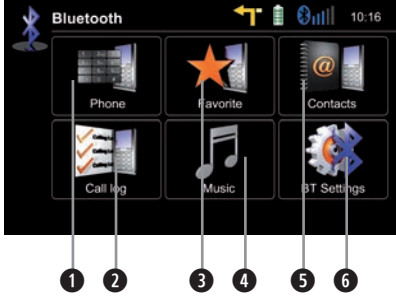 Bluetooth 10:16
Phone Favorite Contacts
Call log Music BT Settings
1 2 3 4 5 6